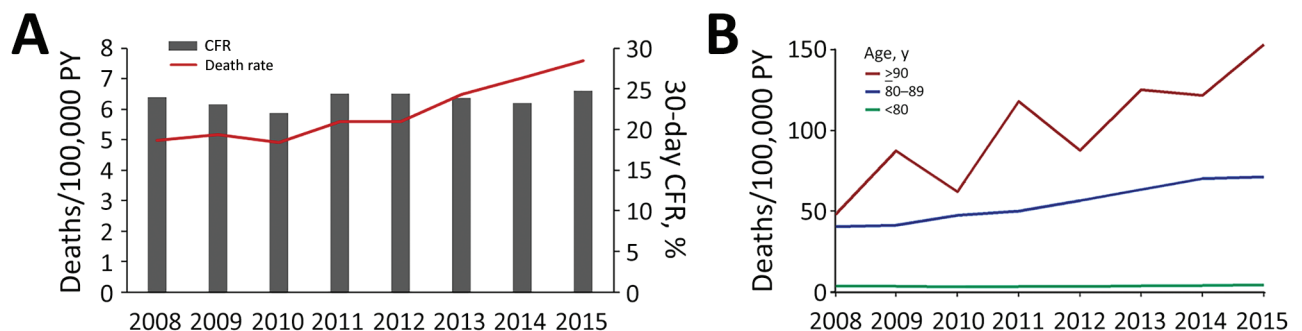 A
CFR
Death rate
Deaths/100,000 PY
8
7
6
5
4
3
2
1
0
30
25
20
15
10
5
0
30-day CFR, %
2008 2009 2010 2011 2012 2013 2014 2015
B
Age, y
≥90
80–89
<80
Deaths/100,000 PY
150
100
50
0
2008 2009 2010 2011 2012 2013 2014 2015